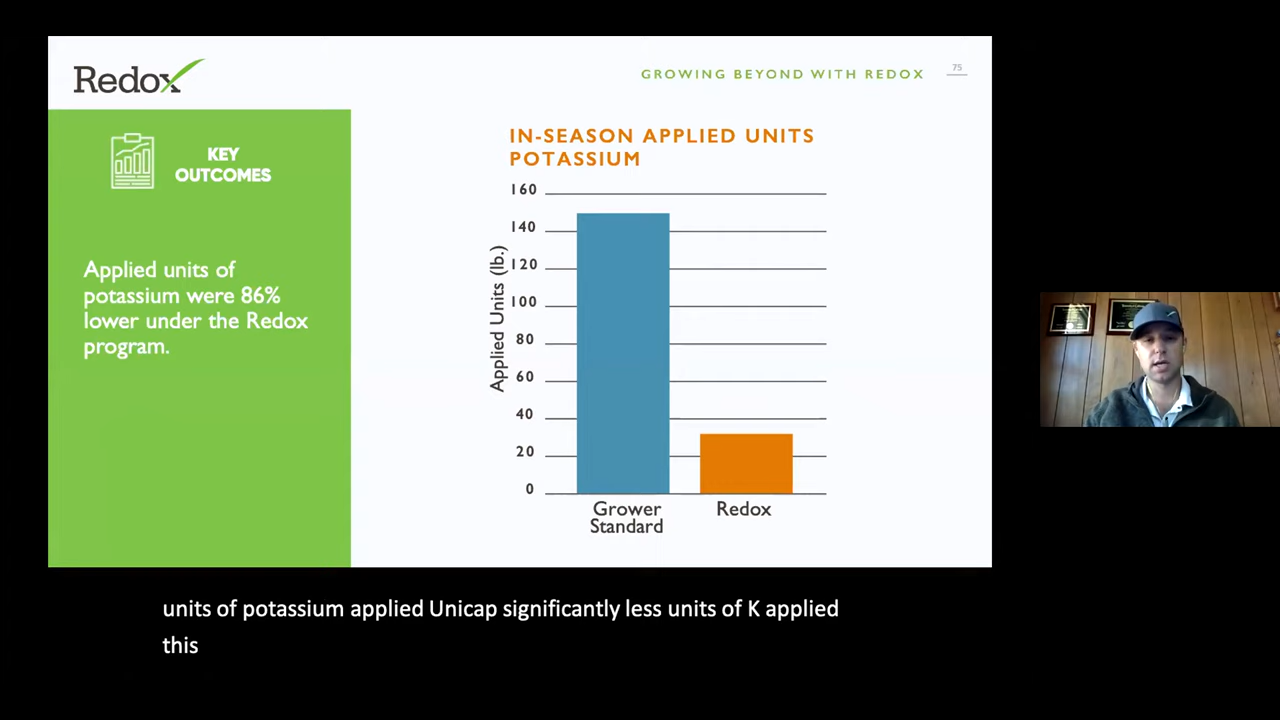 Redox
GROWING BEYOND WITH REDOX
75
KEY
OUTCOMES
Applied units of
potassium were 86%
lower under the Redox
program.
IN-SEASON APPLIED UNITS
POTASSIUM
Applied Units (lb.)
160
140
120
100
80
60
40
20
0
Grower
Standard
Redox
units of potassium applied Unicap significantly less units of K applied
this